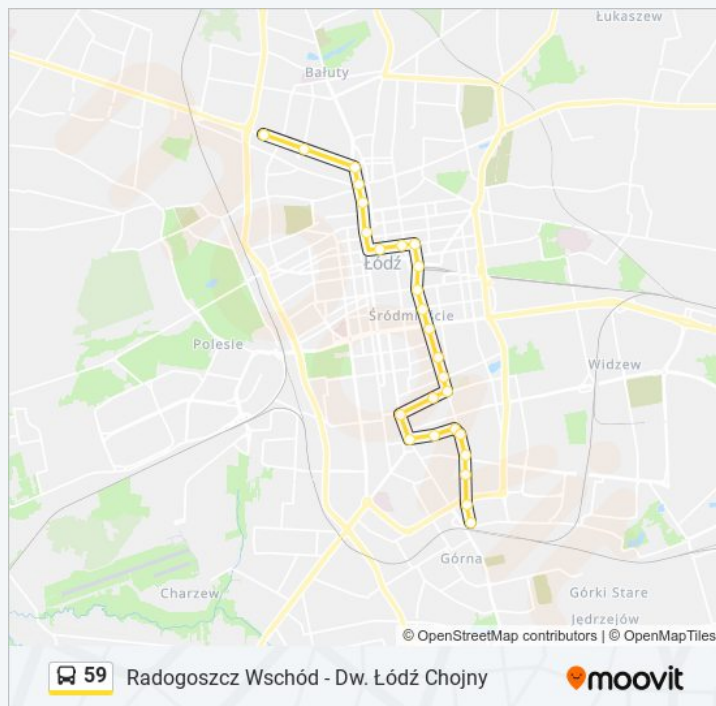 Łukaszew
Bałuty
Łódź
Śródmieście
Polesie
Widzew
Górna
Charzew
Górki Stare
Jędrzejów
© OpenStreetMap contributors | © OpenMapTiles
59 Radogoszcz Wschód - Dw. Łódź Chojny
moovit